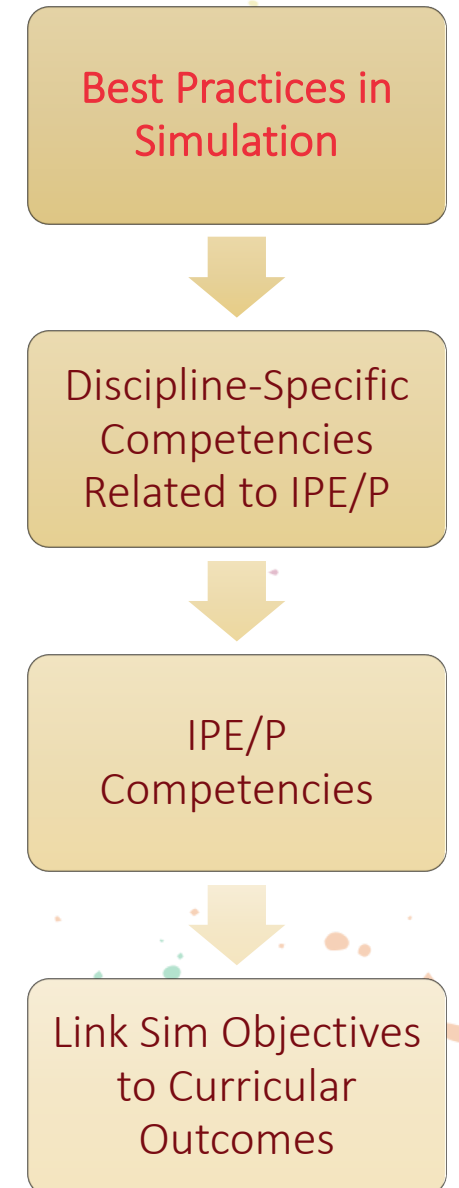 Best Practices in
Simulation
Discipline-Specific
Competencies
Related to IPE/P
IPE/P
Competencies
Link Sim Objectives
to Curricular
Outcomes